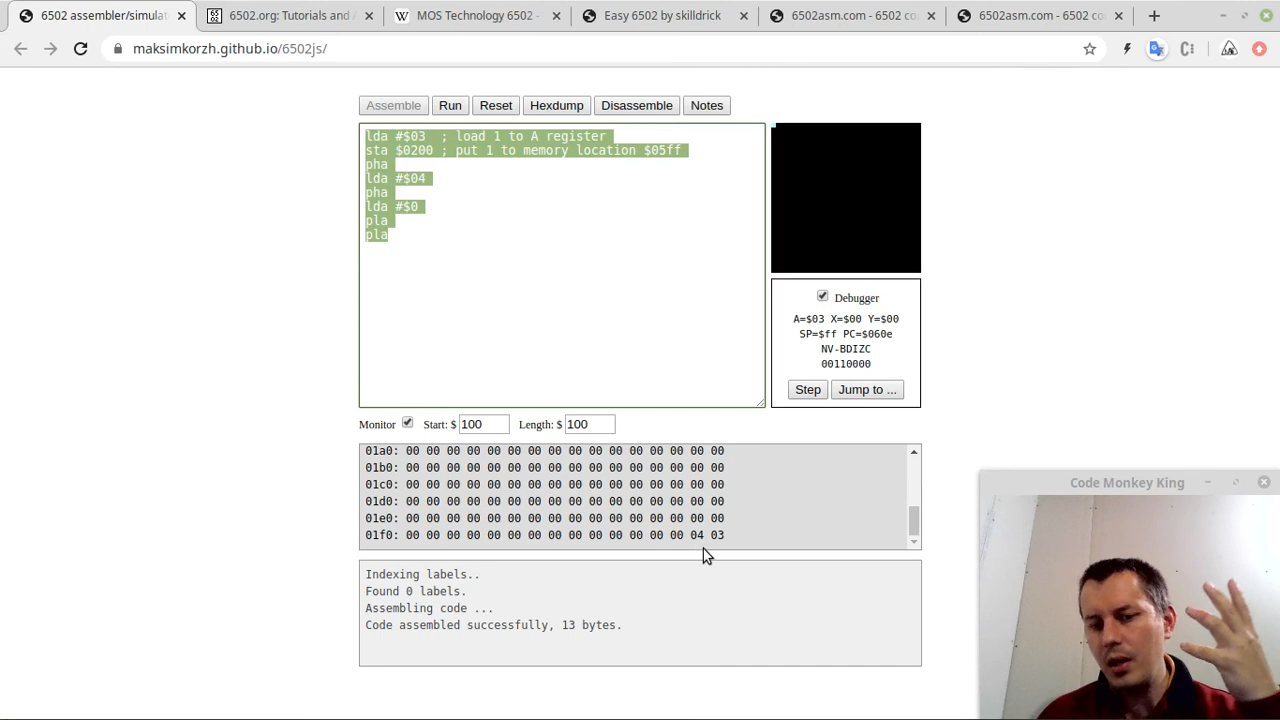 6502 assembler/simulat
6502.org: Tutorials and A
MOS Technology 6502 -
Easy 6502 by skilldrick
6502asm.com - 6502 co
6502asm.com - 6502 co
maksimkorzh.github.io/6502js/
Assemble Run Reset Hexdump Disassemble Notes
lda #$03 ; load 1 to A register
sta $0200 ; put 1 to memory location $05ff
pha
lda #$04
pha
lda #$0
pla
pla
Debugger
A=$03 X=$00 Y=$00
SP=$ff PC=$060e
NV-BDIZC
00110000
Step Jump to ...
Monitor Start: $ 100 Length: $ 100
01a0: 00 00 00 00 00 00 00 00 00 00 00 00 00 00 00 00
01b0: 00 00 00 00 00 00 00 00 00 00 00 00 00 00 00 00
01c0: 00 00 00 00 00 00 00 00 00 00 00 00 00 00 00 00
01d0: 00 00 00 00 00 00 00 00 00 00 00 00 00 00 00 00
01e0: 00 00 00 00 00 00 00 00 00 00 00 00 00 00 00 00
01f0: 00 00 00 00 00 00 00 00 00 00 00 00 00 00 04 03
Code Monkey King
Indexing labels..
Found 0 labels.
Assembling code ...
Code assembled successfully, 13 bytes.